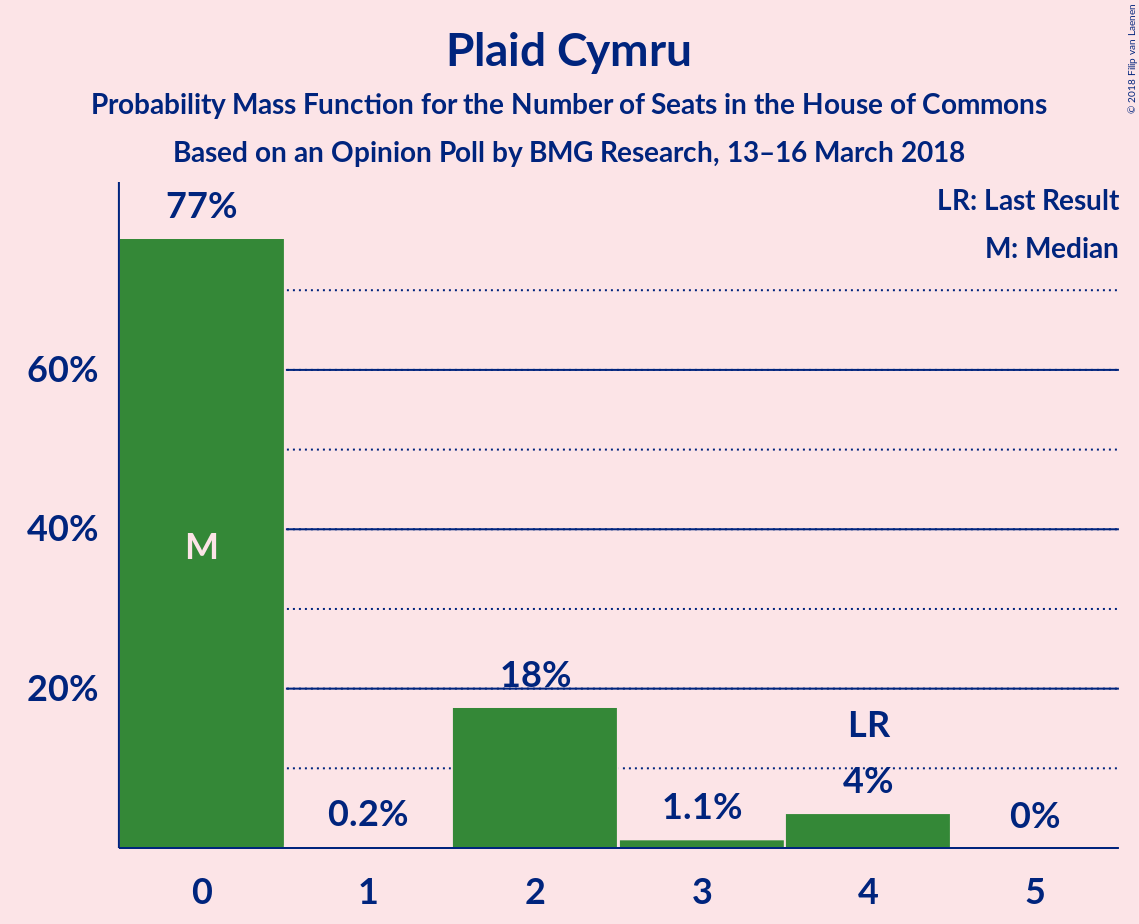 Plaid Cymru
Probability Mass Function for the Number of Seats in the House of Commons
Based on an Opinion Poll by BMG Research, 13–16 March 2018
© 2018 Filip van Laenen
LR: Last Result
M: Median
77%
60%
40%
20%
M
0.2%
18%
1.1%
LR
4%
0%
0 1 2 3 4 5